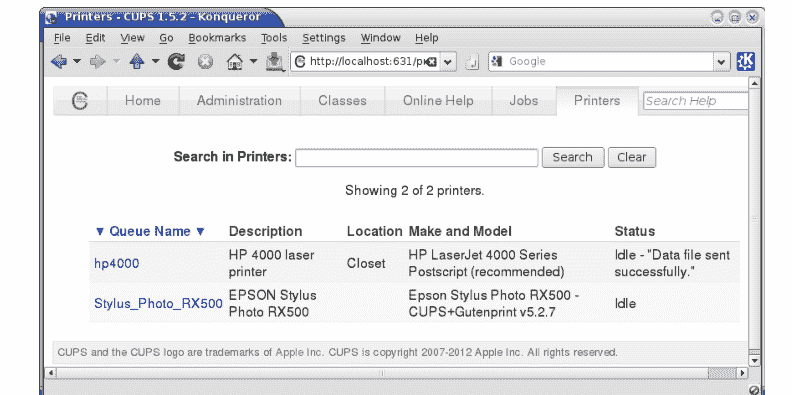 Printers - CUPS 1.5.2 - Konqueror
File Edit View Go Bookmarks Tools Settings Window Help
http://localhost:631/p Google
Home Administration Classes Online Help Jobs Printers Search Help
Search in Printers: Search Clear
Showing 2 of 2 printers.
▼ Queue Name ▼ Description Location Make and Model Status
hp4000 HP 4000 laser printer Closet HP LaserJet 4000 Series Postscript (recommended) Idle - "Data file sent successfully."
Stylus_Photo_RX500 EPSON Stylus Photo RX500 Epson Stylus Photo RX500 - CUPS+Gutenprint v5.2.7 Idle
CUPS and the CUPS logo are trademarks of Apple Inc. CUPS is copyright 2007-2012 Apple Inc. All rights reserved.